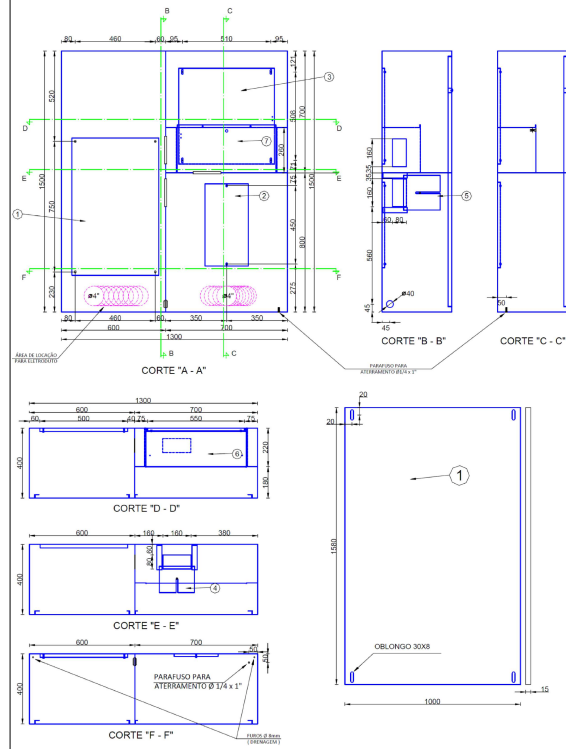 B
C
80
460
60
95
510
95
121
508
700
3
520
D
D
7
260
E
E
71
75
1500
1500
2
1
750
450
800
F
F
230
ø4"
ø4"
275
80
460
60
350
350
600
700
1300
B
C
ÁREA DE LOCAÇÃO
PARA ELETRODUTO
CORTE "A - A"
PARAFUSO PARA
ATERRAMENTO Ø1/4 x 1"
160
35
35
160
5
60
80
560
ø40
45
45
CORTE "B - B"
50
CORTE "C - C"
1300
600
700
60
500
40
75
550
75
400
220
180
6
CORTE "D - D"
600
160
160
380
80
80
400
4
CORTE "E - E"
600
700
50
50
400
PARAFUSO PARA
ATERRAMENTO Ø 1/4 x 1"
CORTE "F - F"
FUROS Ø 8mm
( DRENAGEM )
20
20
1
1580
OBLONGO 30X8
1000
15